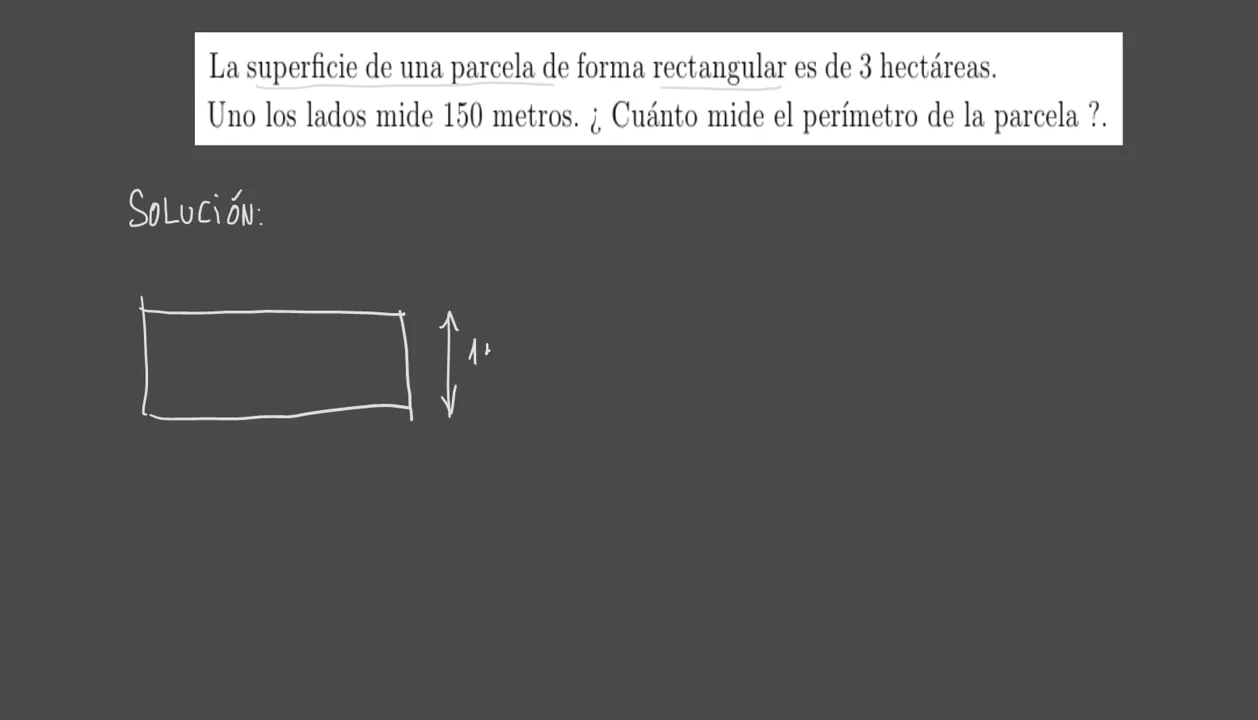 La superficie de una parcela de forma rectangular es de 3 hectáreas.
Uno los lados mide 150 metros. ¿ Cuánto mide el perímetro de la parcela ?.
SOLUCIÓN:
1